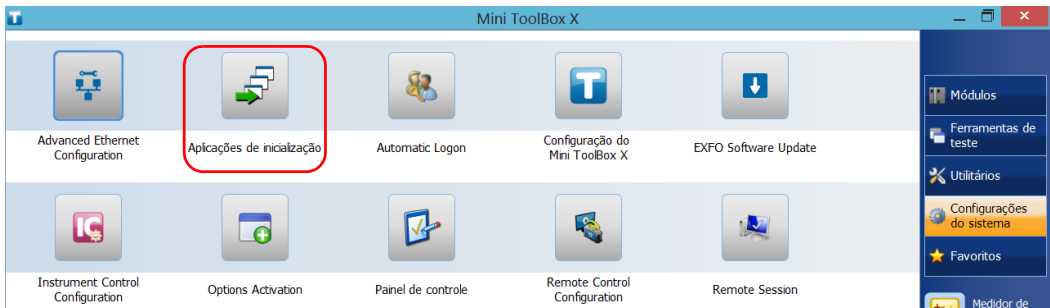 Mini ToolBox X
Advanced Ethernet
Configuration
Aplicações de inicialização
Automatic Logon
Configuração do
Mini ToolBox X
EXFO Software Update
Instrument Control
Configuration
Options Activation
Painel de controle
Remote Control
Configuration
Remote Session
Módulos
Ferramentas de
teste
Utilitários
Configurações
do sistema
Favoritos
Medidor de